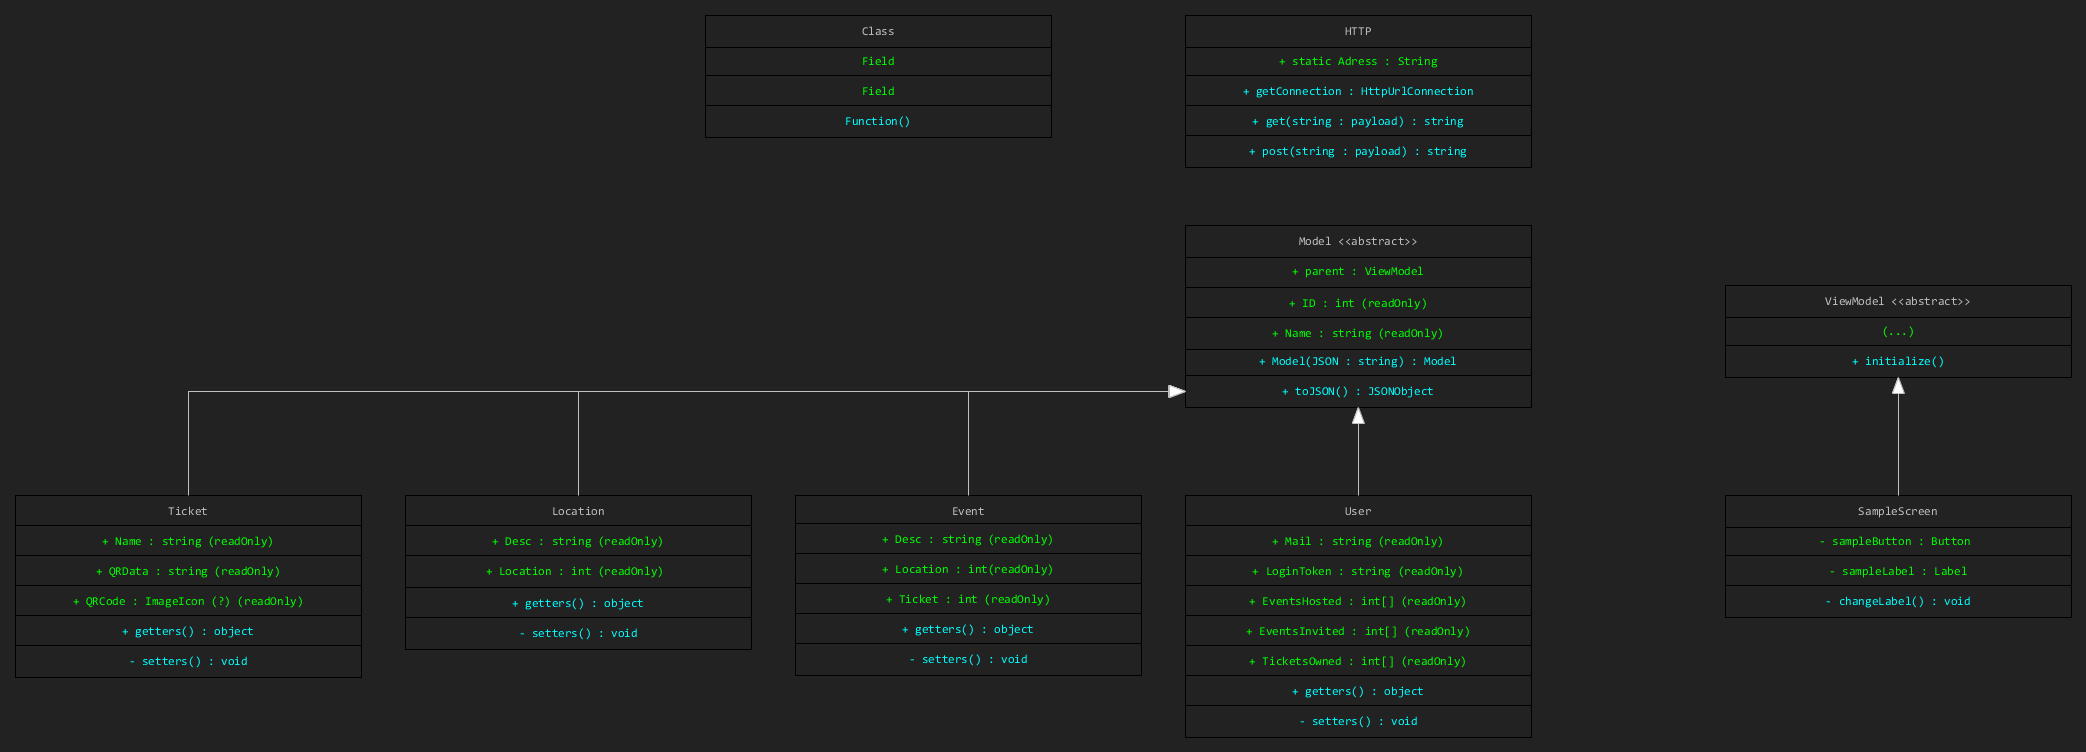 Class
Field
Field
Function()
HTTP
+ static Adress : String
+ getConnection : HttpUrlConnection
+ get(string : payload) : string
+ post(string : payload) : string
Model <<abstract>>
+ parent : ViewModel
+ ID : int (readOnly)
+ Name : string (readOnly)
+ Model(JSON : string) : Model
+ toJSON() : JSONObject
ViewModel <<abstract>>
(...)
+ initialize()
Ticket
+ Name : string (readOnly)
+ QRData : string (readOnly)
+ QRCode : ImageIcon (?) (readOnly)
+ getters() : object
- setters() : void
Location
+ Desc : string (readOnly)
+ Location : int (readOnly)
+ getters() : object
- setters() : void
Event
+ Desc : string (readOnly)
+ Location : int(readOnly)
+ Ticket : int (readOnly)
+ getters() : object
- setters() : void
User
+ Mail : string (readOnly)
+ LoginToken : string (readOnly)
+ EventsHosted : int[] (readOnly)
+ EventsInvited : int[] (readOnly)
+ TicketsOwned : int[] (readOnly)
+ getters() : object
- setters() : void
SampleScreen
- sampleButton : Button
- sampleLabel : Label
- changeLabel() : void